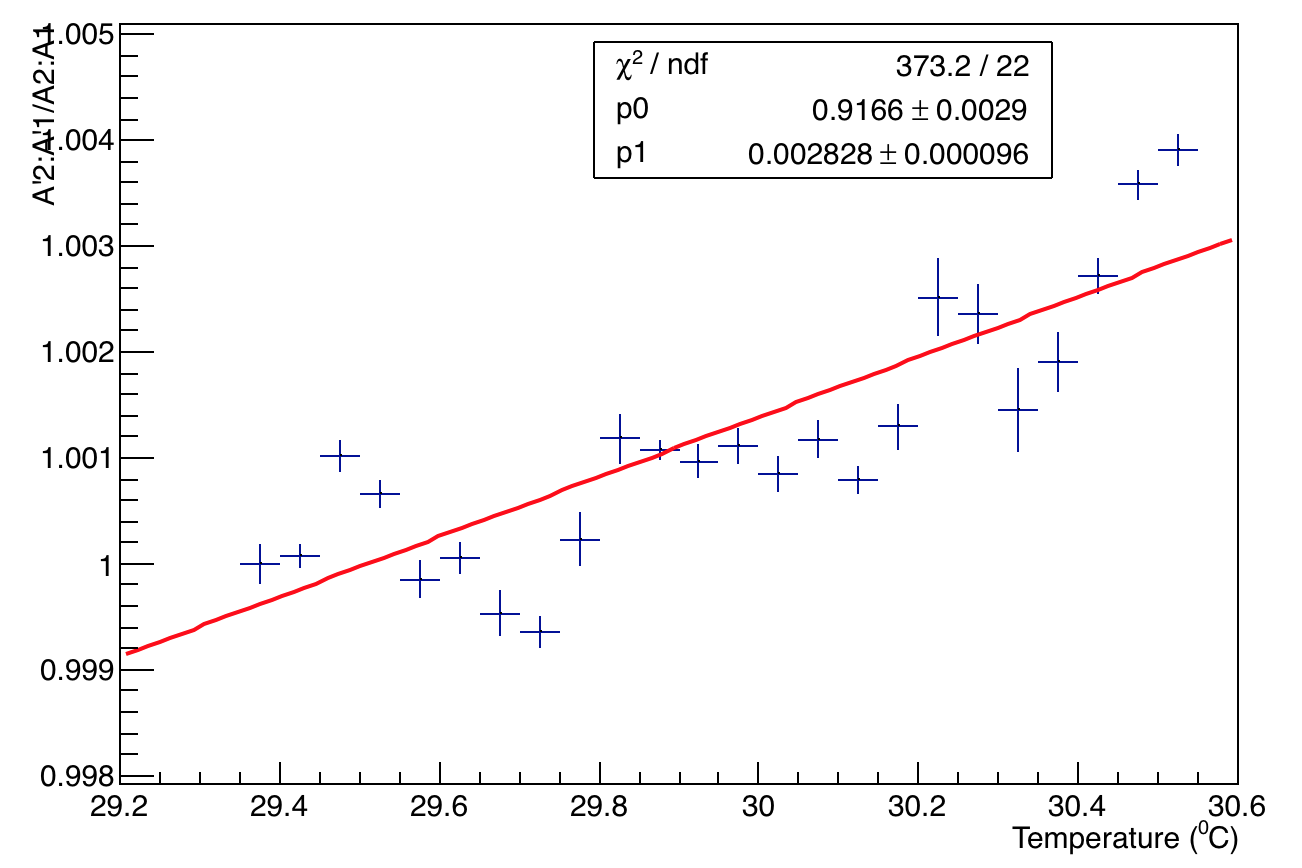 A'2:A'1/A2:A1
χ2 / ndf 373.2 / 22
p0 0.9166 ± 0.0029
p1 0.002828 ± 0.000096
1.005
1.004
1.003
1.002
1.001
1
0.999
0.998
29.2 29.4 29.6 29.8 30 30.2 30.4 30.6
Temperature (0C)